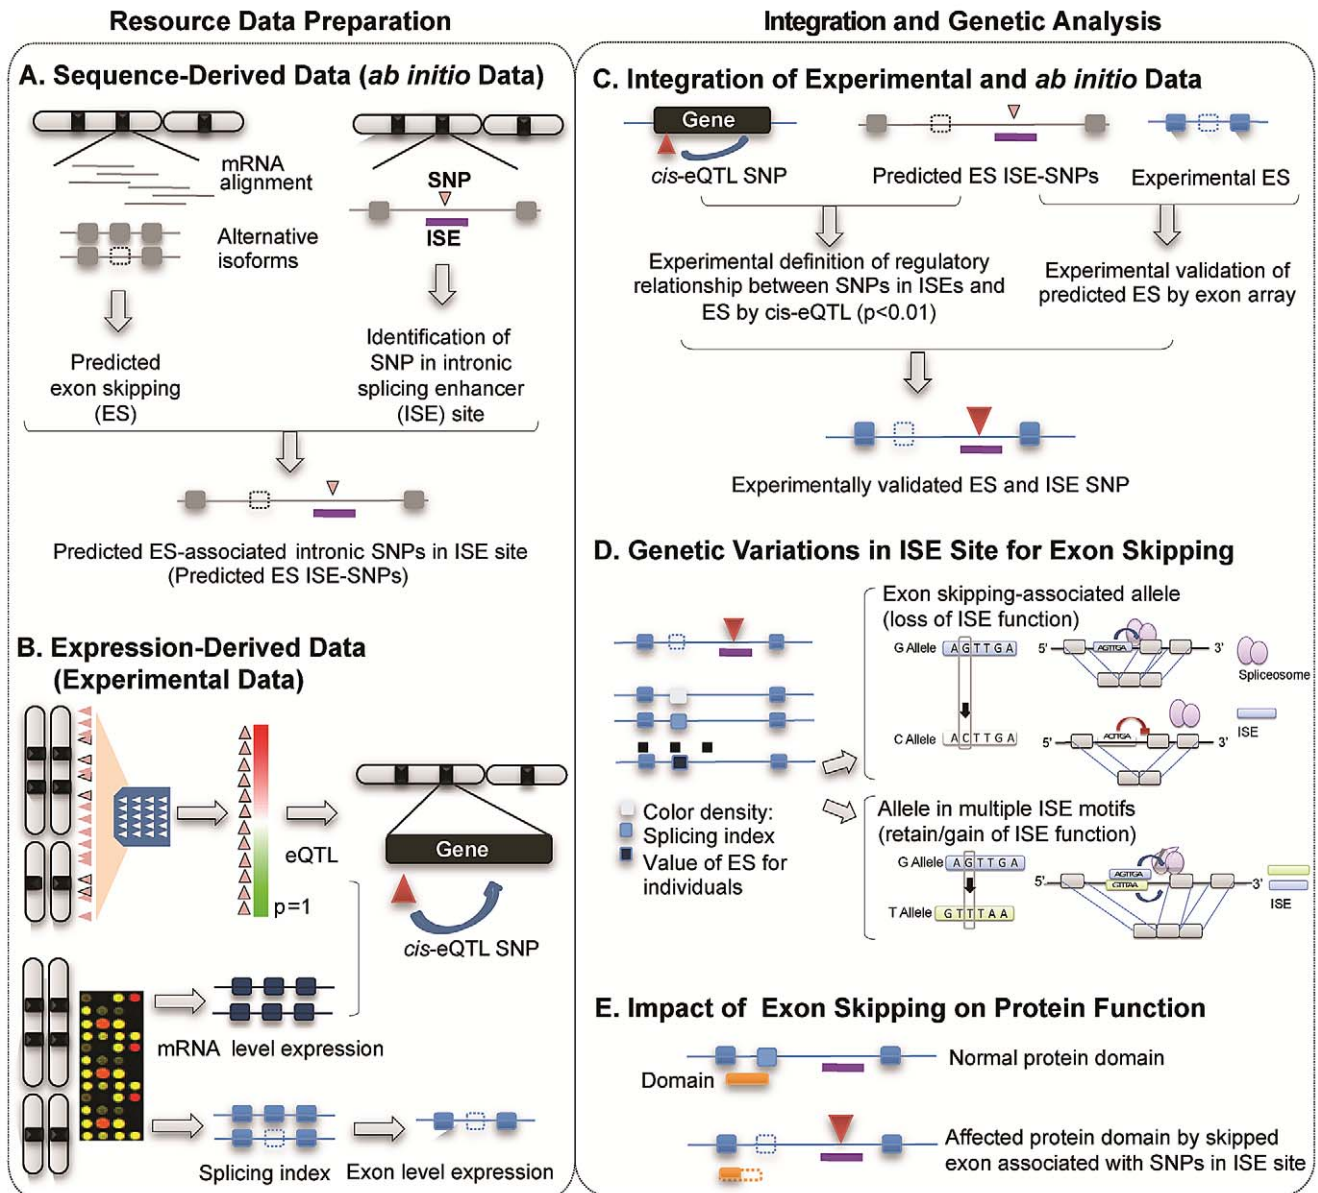 Resource Data Preparation
A. Sequence-Derived Data (ab initio Data)
mRNA
alignment
Alternative
isoforms
Predicted
exon skipping
(ES)
SNP
ISE
Identification of
SNP in intronic
splicing enhancer
(ISE) site
Predicted ES-associated intronic SNPs in ISE site
(Predicted ES ISE-SNPs)
B. Expression-Derived Data
(Experimental Data)
eQTL
p=1
Gene
cis-eQTL SNP
mRNA level expression
Splicing index
Exon level expression
Integration and Genetic Analysis
C. Integration of Experimental and ab initio Data
Gene
cis-eQTL SNP
Predicted ES ISE-SNPs
Experimental ES
Experimental definition of regulatory
relationship between SNPs in ISEs and
ES by cis-eQTL (p<0.01)
Experimental validation of
predicted ES by exon array
Experimentally validated ES and ISE SNP
D. Genetic Variations in ISE Site for Exon Skipping
Color density:
Splicing index
Value of ES for
individuals
Exon skipping-associated allele
(loss of ISE function)
G Allele AGTTGA
5' AGTTGA 3'
Spliceosome
C Allele ACTTGA
5' ACTTGA 3'
ISE
Allele in multiple ISE motifs
(retain/gain of ISE function)
G Allele AGTTGA
T Allele GTTTAA
5' AGTTGA 3'
GTTTAA
ISE
E. Impact of Exon Skipping on Protein Function
Normal protein domain
Domain
Affected protein domain by skipped
exon associated with SNPs in ISE site